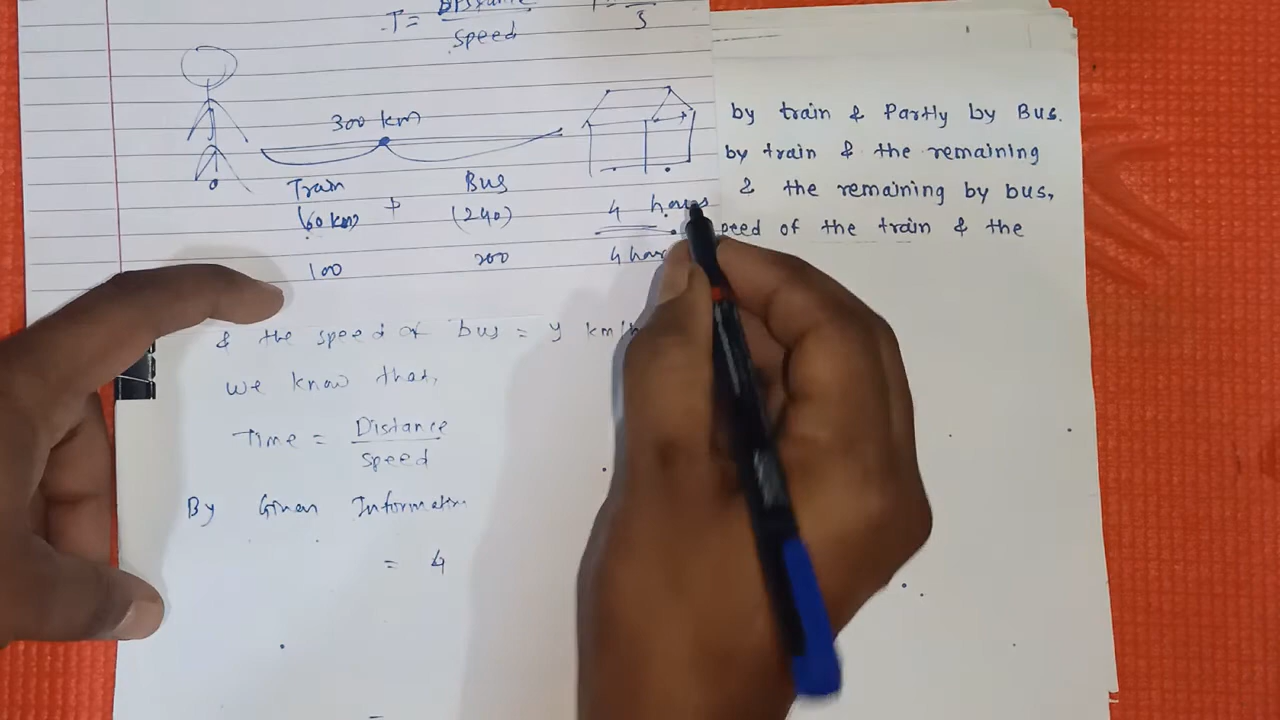 T = Distance
Speed
S
300 km
by train & Partly by Bus.
by train & the remaining
& the remaining by bus,
Train + Bus
(60 km) (240) 4 hours
peed of the train & the
100 200 4 hou
& the speed of bus = y km/h
we know that,
Time = Distance
Speed
By Given Information
= 4